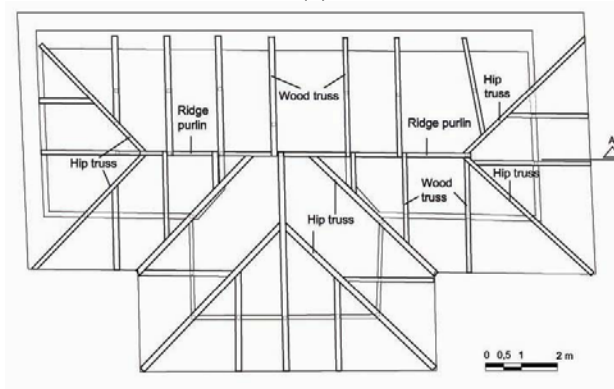 Wood truss
Hip
truss
Ridge
purlin
Ridge purlin
A
Hip truss
Wood
truss
Hip truss
Hip truss
0 0,5 1 2 m